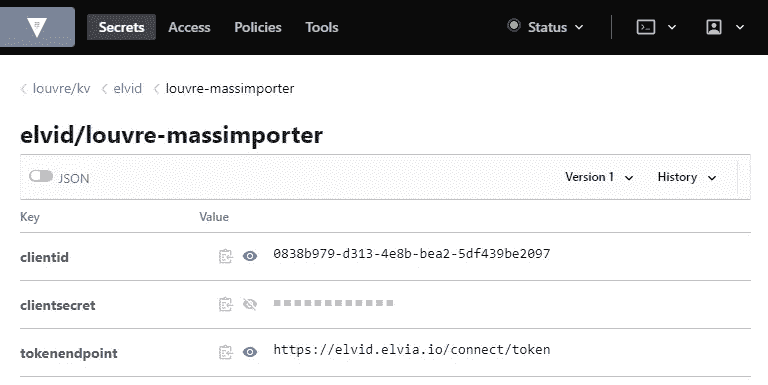 Secrets Access Policies Tools Status
louvre/kv elvid louvre-massimporter
elvid/louvre-massimporter
JSON Version 1 History
Key Value
clientid 0838b979-d313-4e8b-bea2-5df439be2097
clientsecret
tokenendpoint https://elvid.elvia.io/connect/token